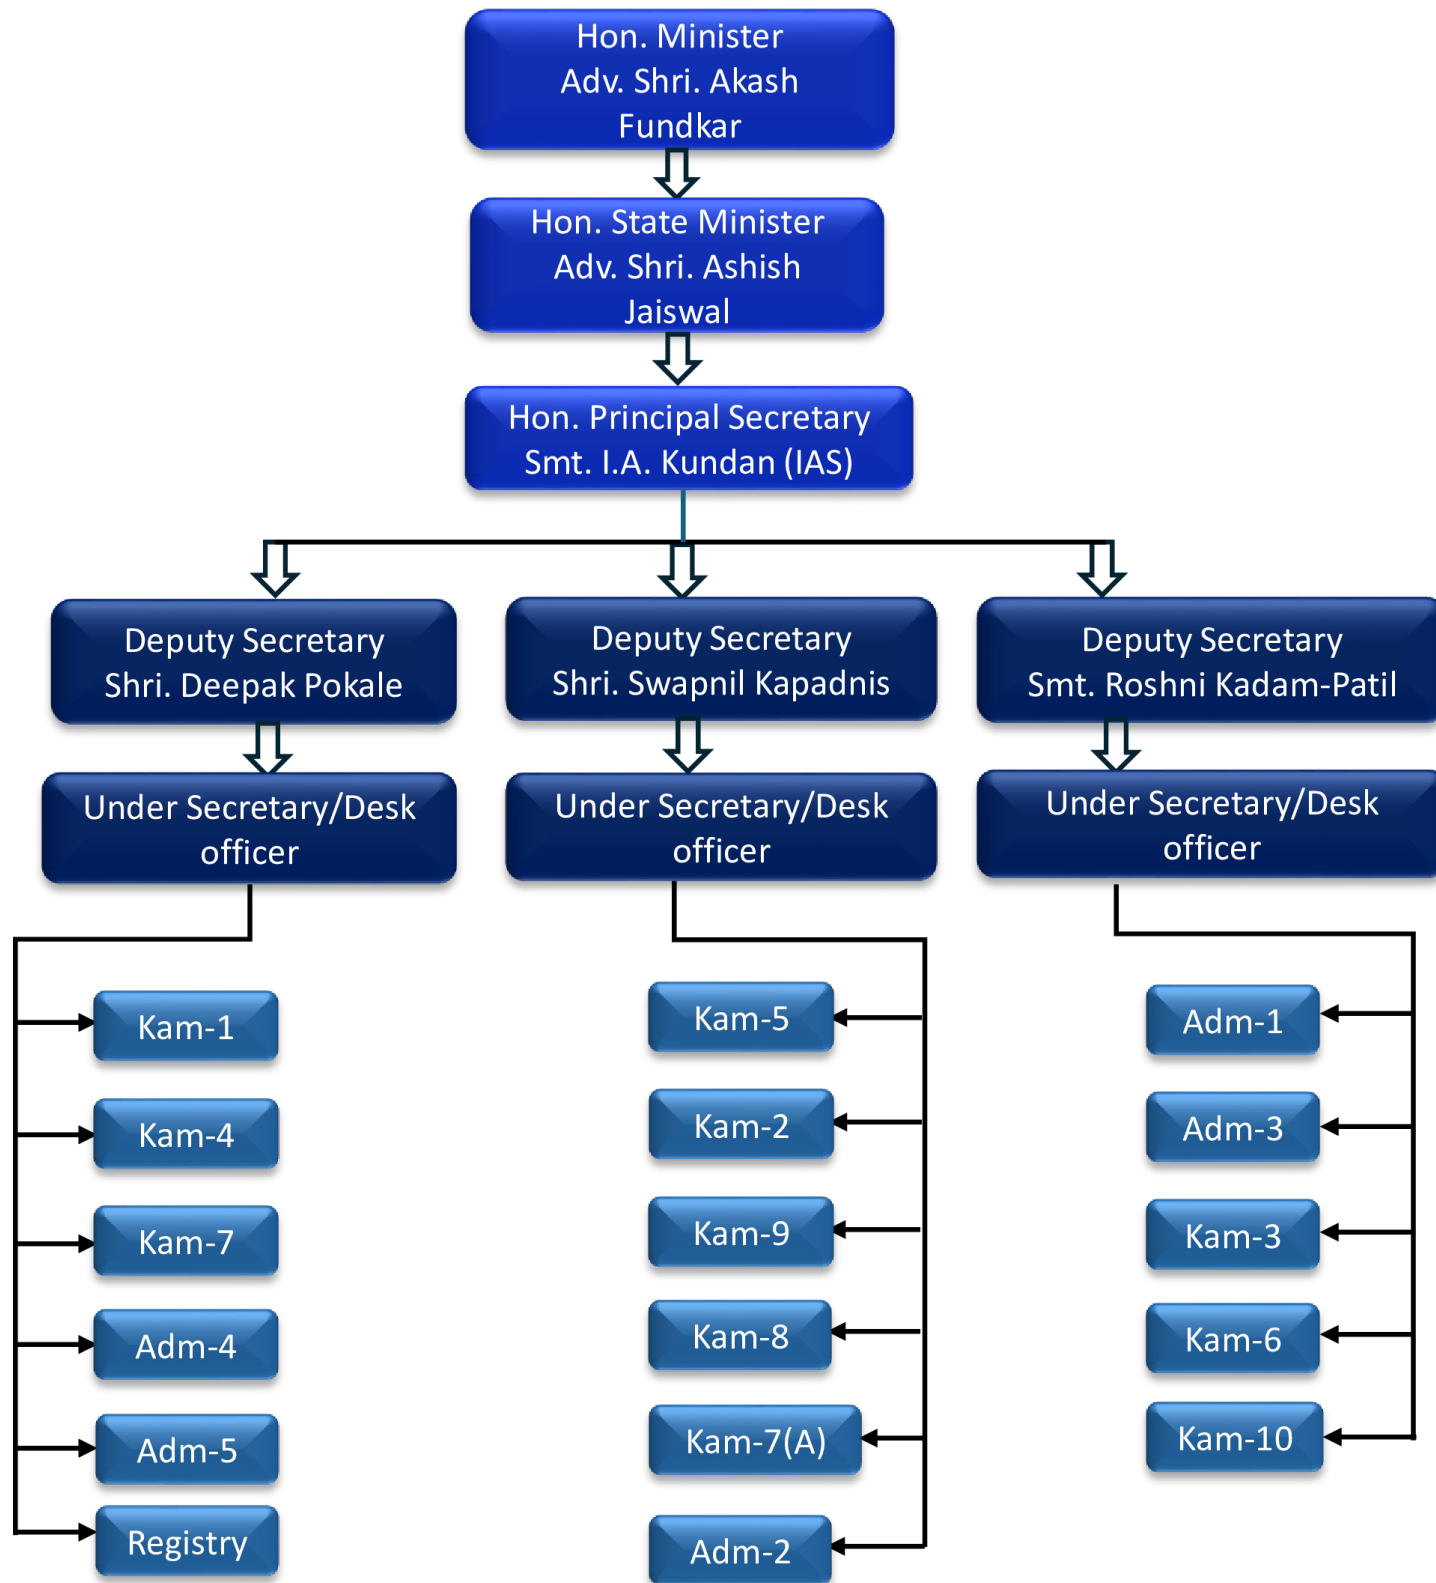 Hon. Minister
Adv. Shri. Akash
Fundkar
Hon. State Minister
Adv. Shri. Ashish
Jaiswal
Hon. Principal Secretary
Smt. I.A. Kundan (IAS)
Deputy Secretary
Shri. Deepak Pokale
Deputy Secretary
Shri. Swapnil Kapadnis
Deputy Secretary
Smt. Roshni Kadam-Patil
Under Secretary/Desk
officer
Under Secretary/Desk
officer
Under Secretary/Desk
officer
Kam-1
Kam-4
Kam-7
Adm-4
Adm-5
Registry
Kam-5
Kam-2
Kam-9
Kam-8
Kam-7(A)
Adm-2
Adm-1
Adm-3
Kam-3
Kam-6
Kam-10